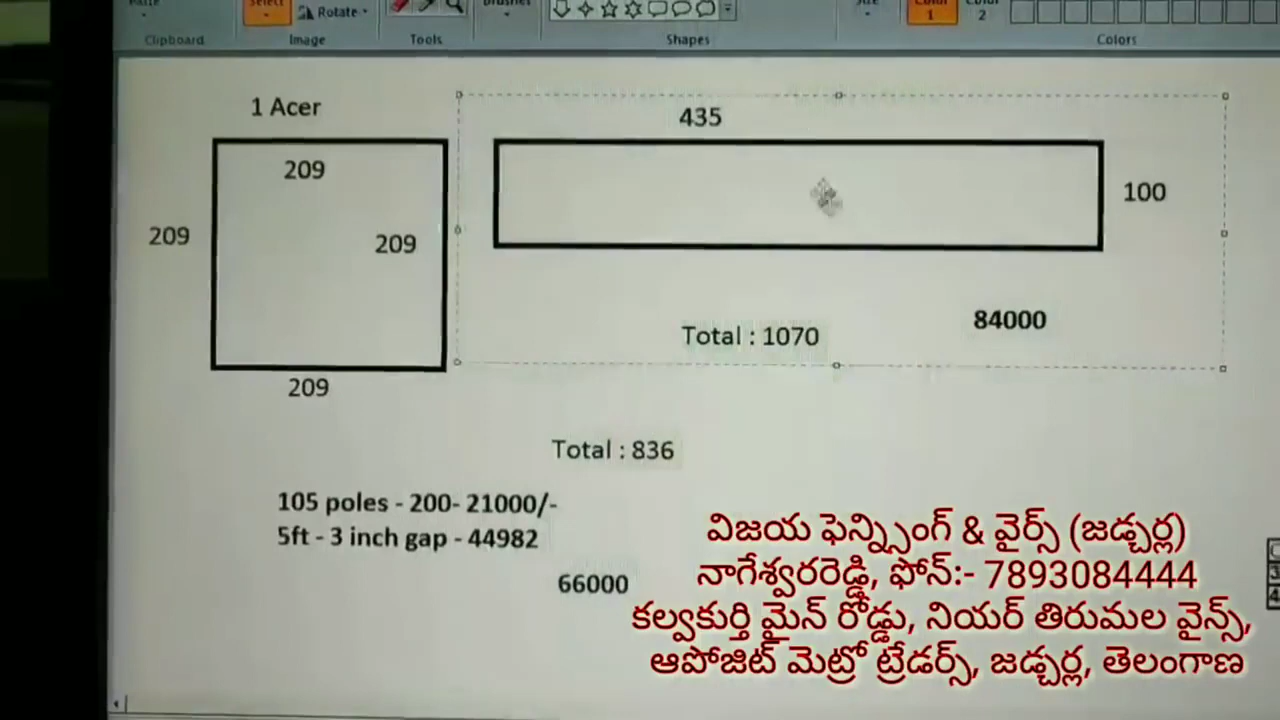 Rotate
Clipboard
Image
Tools
Shapes
Colors
1
2
1 Acer
435
209
100
209
209
84000
Total : 1070
209
Total : 836
105 poles - 200- 21000/-
5ft - 3 inch gap - 44982
66000
విజయ ఫెన్సింగ్ & వైర్స్ (జడ్చర్ల)
నాగేశ్వరరెడ్డి, ఫోన్:- 7893084444
కల్వకుర్తి మైన్ రోడ్డు, నియర్ తిరుమల వైన్స్,
ఆపోజిట్ మెట్రో ట్రేడర్స్, జడ్చర్ల, తెలంగాణ